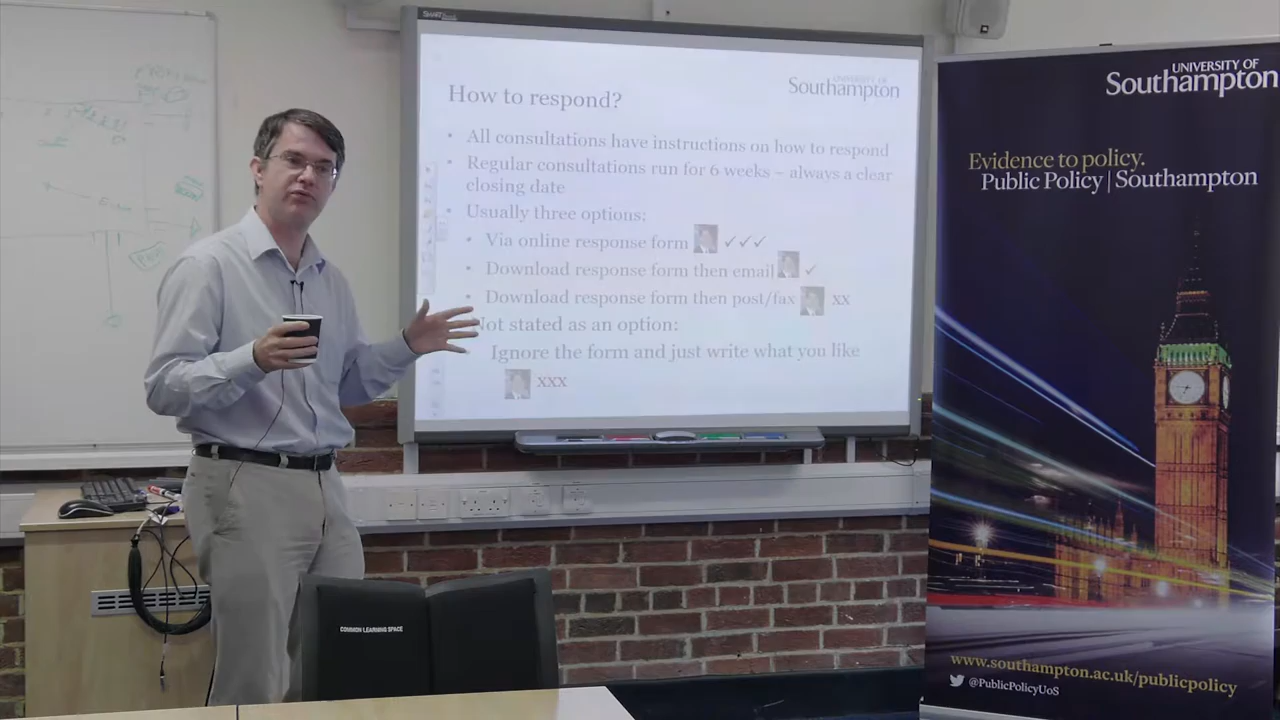 SMART
How to respond?
UNIVERSITY OF
Southampton
• All consultations have instructions on how to respond
• Regular consultations run for 6 weeks – always a clear
closing date
• Usually three options:
• Via online response form ✓✓✓
• Download response form then email ✓
• Download response form then post/fax xx
Not stated as an option:
Ignore the form and just write what you like
xxx
UNIVERSITY OF
Southampton
Evidence to policy.
Public Policy | Southampton
www.southampton.ac.uk/publicpolicy
@PublicPolicyUoS
COMMON LEARNING SPACE